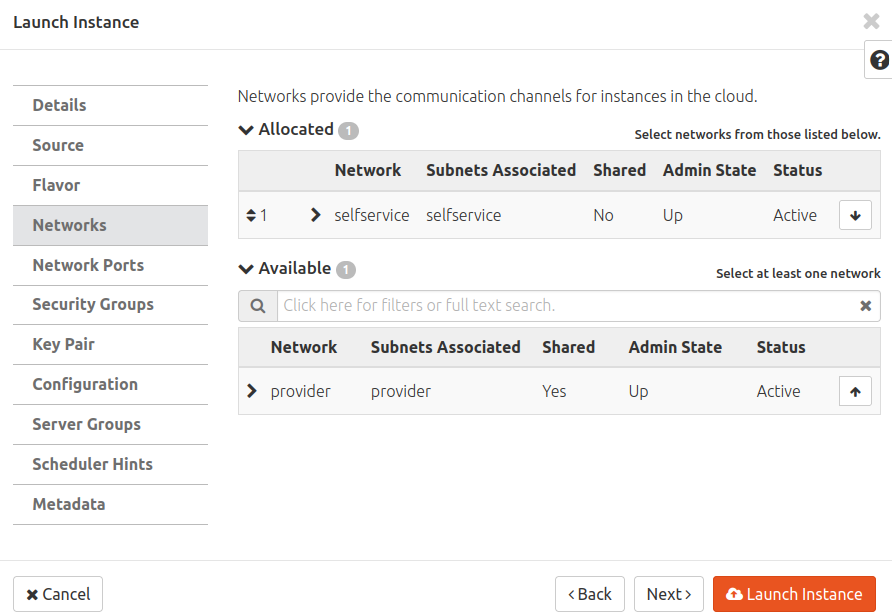 Launch Instance
Details
Source
Flavor
Networks
Network Ports
Security Groups
Key Pair
Configuration
Server Groups
Scheduler Hints
Metadata
Networks provide the communication channels for instances in the cloud.
Allocated 1
Select networks from those listed below.
Network Subnets Associated Shared Admin State Status
1 selfservice selfservice No Up Active
Available 1
Select at least one network
Click here for filters or full text search.
Network Subnets Associated Shared Admin State Status
provider provider Yes Up Active
Cancel
Back
Next
Launch Instance